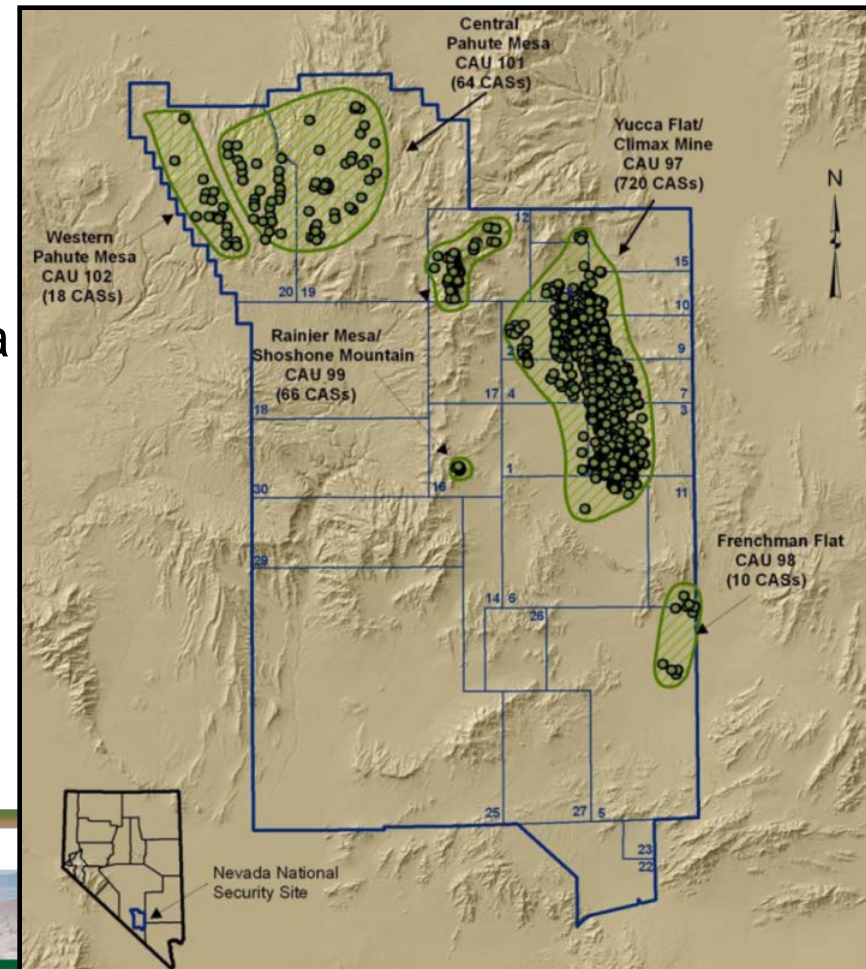 Central
Pahute Mesa
CAU 101
(64 CASs)
Yucca Flat/
Climax Mine
CAU 97
(720 CASs)
N
Western
Pahute Mesa
CAU 102
(18 CASs)
12
15
20 19
10
Rainier Mesa/
Shoshone Mountain
CAU 99
(66 CASs)
a
2
9
17 4
7
3
18
1
16
11
30
Frenchman Flat
CAU 98
(10 CASs)
29
14 6
26
25
27 5
23
22
Nevada National
Security Site